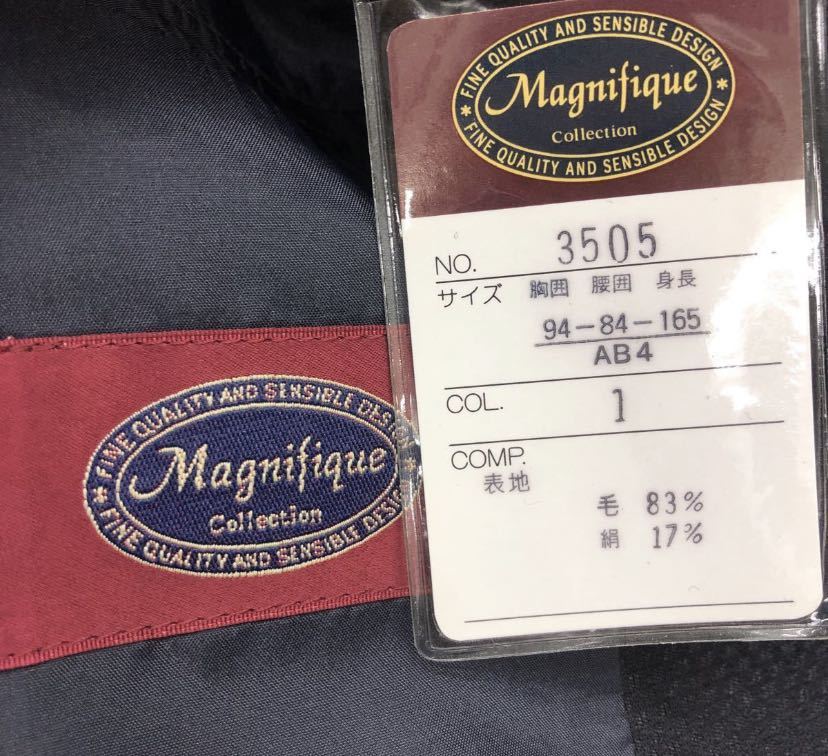 FINE QUALITY AND SENSIBLE DESIGN
Magnifique
Collection
FINE QUALITY AND SENSIBLE DESIGN
NO. 3505
サイズ 胸囲 腰囲 身長
94-84-165
AB4
COL. 1
COMP.
表地
毛 83%
絹 17%
FINE QUALITY AND SENSIBLE DESIG
Magnifique
Collection
FINE QUALITY AND SENSIBLE DESIG